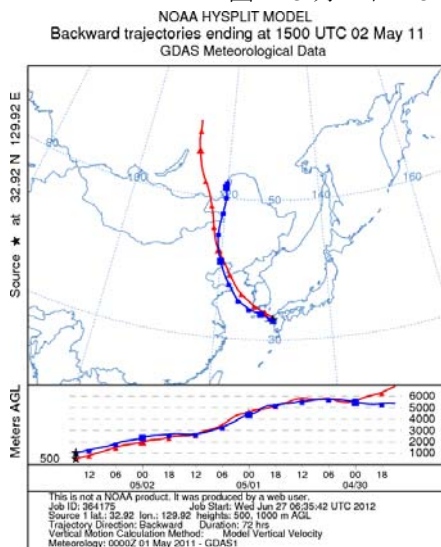 NOAA HYSPLIT MODEL
Backward trajectories ending at 1500 UTC 02 May 11
GDAS Meteorological Data
Source ★ at 32.92 N 129.92 E
80
100
120
140
160
50
30
Meters AGL
500
6000
5000
4000
3000
2000
1000
12 06 00 18 12 06 00 18 12 06 00 18
05/02 05/01 04/30
This is not a NOAA product. It was produced by a web user.
Job ID: 364175 Job Start: Wed Jun 27 06:35:42 UTC 2012
Source 1 lat.: 32.92 lon.: 129.92 heights: 500, 1000 m AGL
Trajectory Direction: Backward Duration: 72 hrs
Vertical Motion Calculation Method: Model Vertical Velocity
Meteorology: 0000Z 01 May 2011 - GDAS1